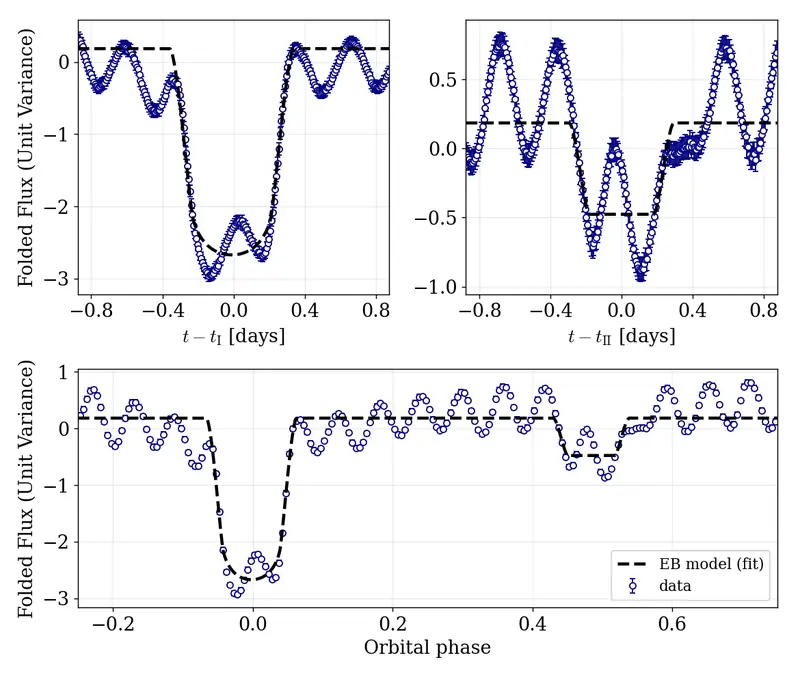 Folded Flux (Unit Variance)
0
−1
−2
−3
−0.8 −0.4 0.0 0.4 0.8
t − tI [days]
0.5
0.0
−0.5
−1.0
−0.8 −0.4 0.0 0.4 0.8
t − tII [days]
Folded Flux (Unit Variance)
1
0
−1
−2
−3
−0.2 0.0 0.2 0.4 0.6
Orbital phase
EB model (fit)
data